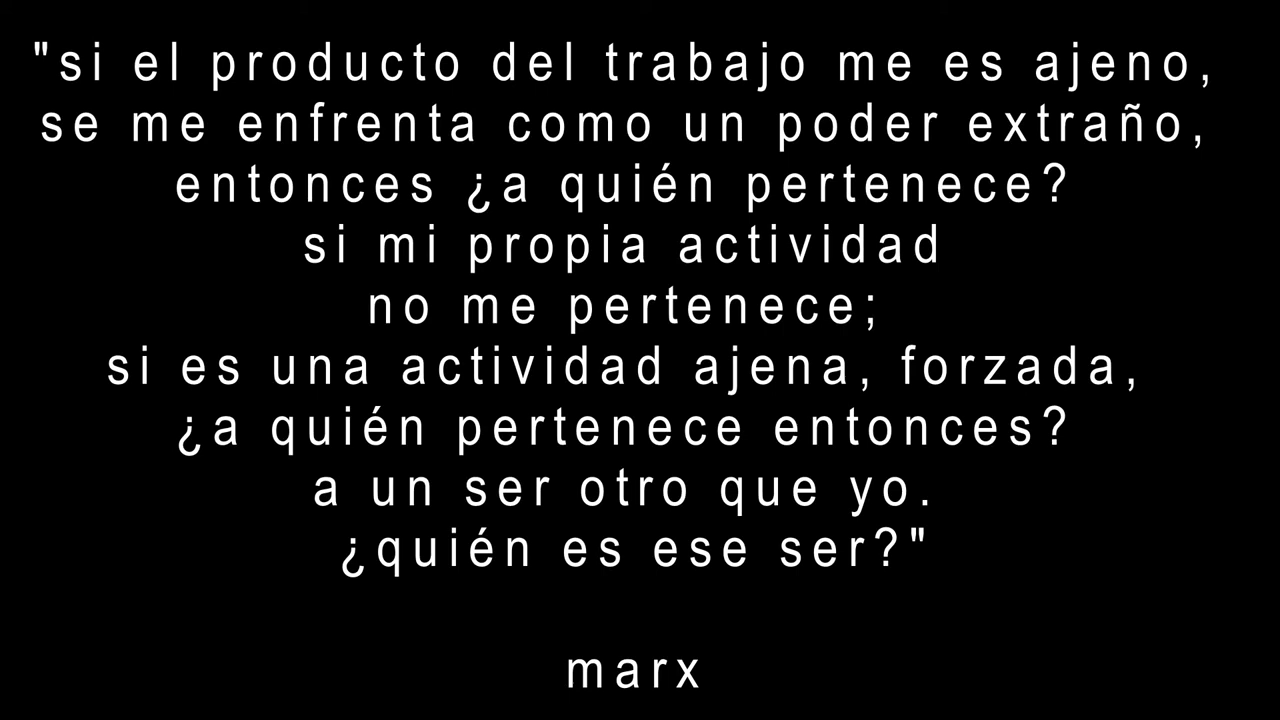 "si el producto del trabajo me es ajeno,
se me enfrenta como un poder extraño,
entonces ¿a quién pertenece?
si mi propia actividad
no me pertenece;
si es una actividad ajena, forzada,
¿a quién pertenece entonces?
a un ser otro que yo.
¿quién es ese ser?"
marx